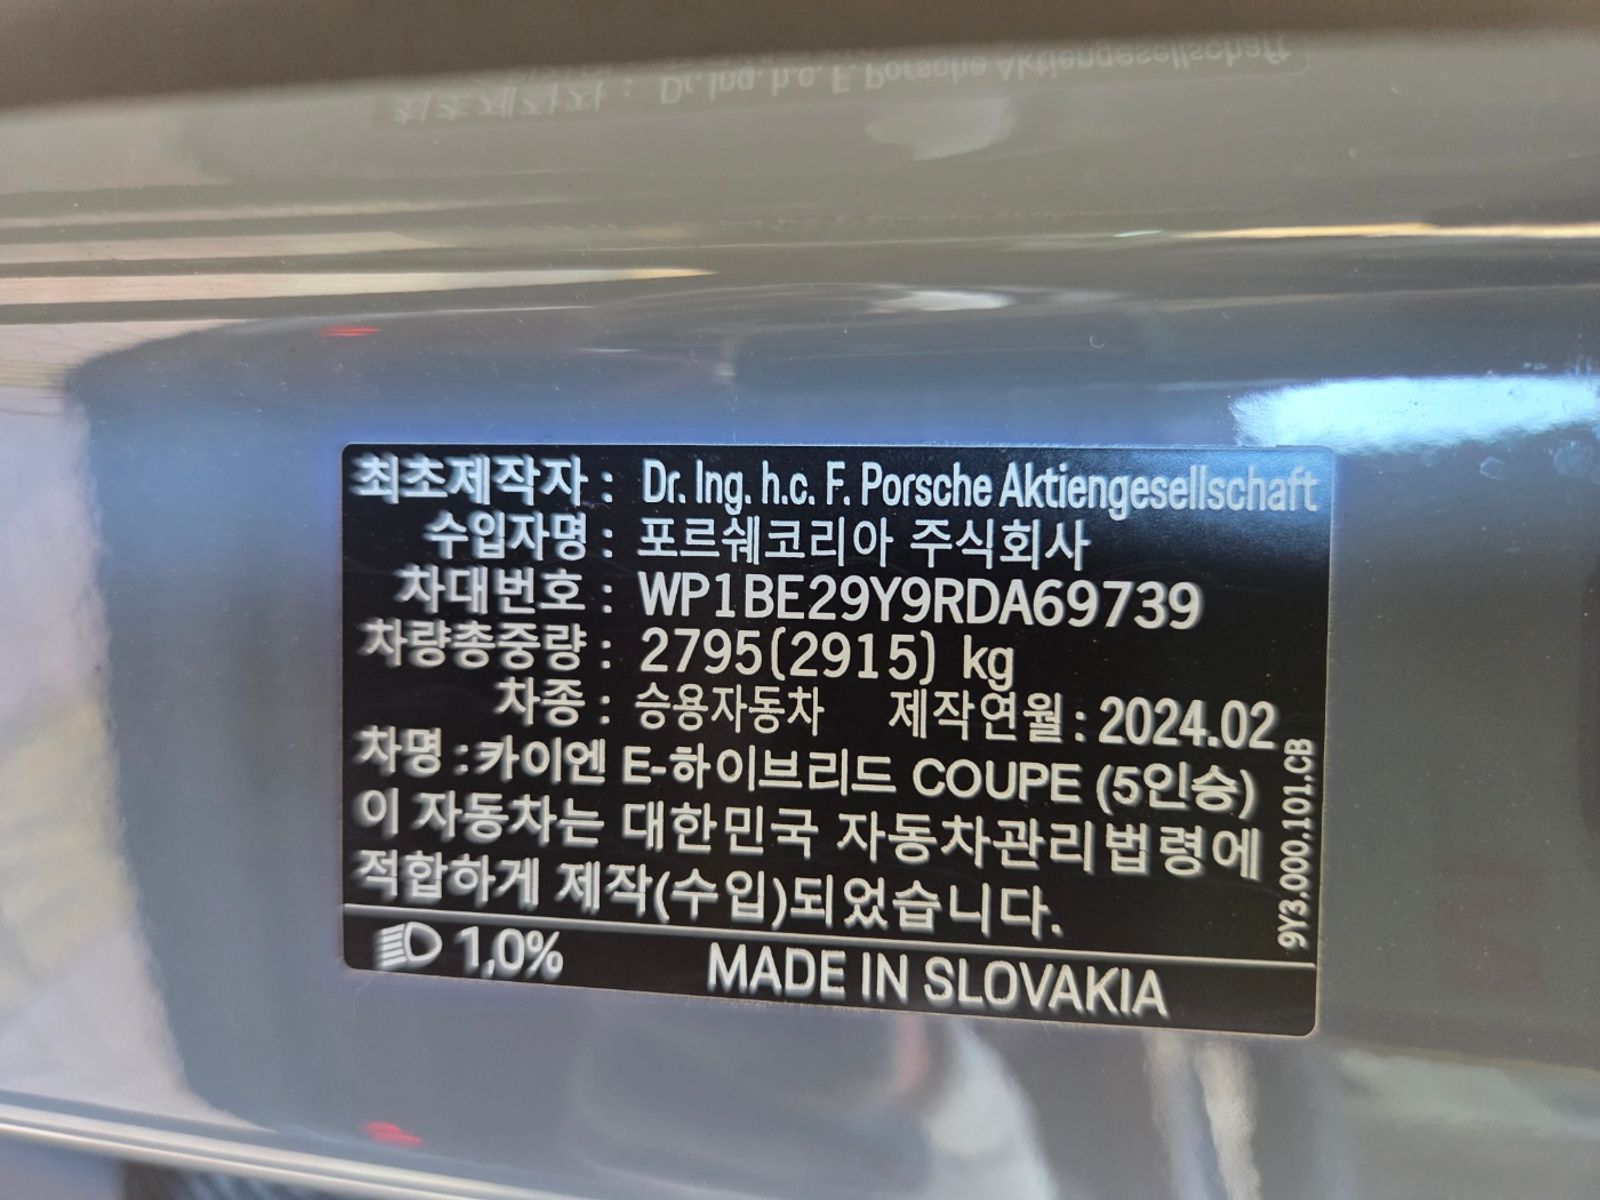 최초제작자 : Dr. Ing. h.c. F. Porsche Aktiengesellschaft
수입자명 : 포르쉐코리아 주식회사
차대번호 : WP1BE29Y9RDA69739
차량총중량 : 2795(2915) kg
차종 : 승용자동차 제작연월 : 2024.02
차명 : 카이엔 E-하이브리드 COUPE (5인승)
이 자동차는 대한민국 자동차관리법령에
적합하게 제작(수입)되었습니다.
9Y3.000.101.CB
1,0% MADE IN SLOVAKIA